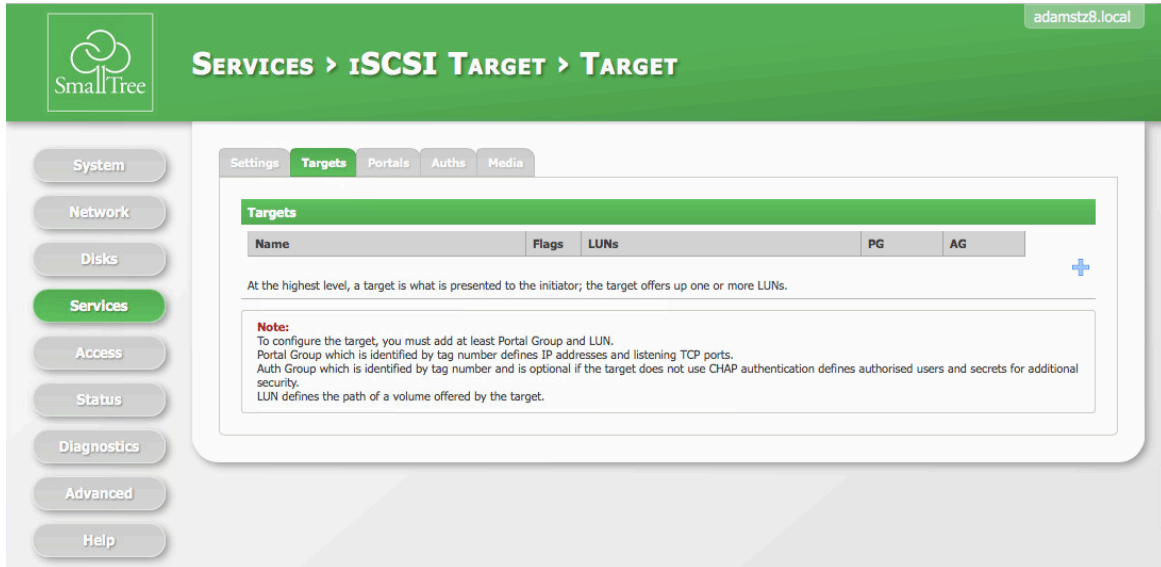 adamstz8.local
SmallTree
Services > iSCSI Target > Target
System
Network
Disks
Services
Access
Status
Diagnostics
Advanced
Help
Settings Targets Portals Auths Media
Targets
Name Flags LUNs PG AG
At the highest level, a target is what is presented to the initiator; the target offers up one or more LUNs.
Note:
To configure the target, you must add at least Portal Group and LUN.
Portal Group which is identified by tag number defines IP addresses and listening TCP ports.
Auth Group which is identified by tag number and is optional if the target does not use CHAP authentication defines authorised users and secrets for additional
security.
LUN defines the path of a volume offered by the target.